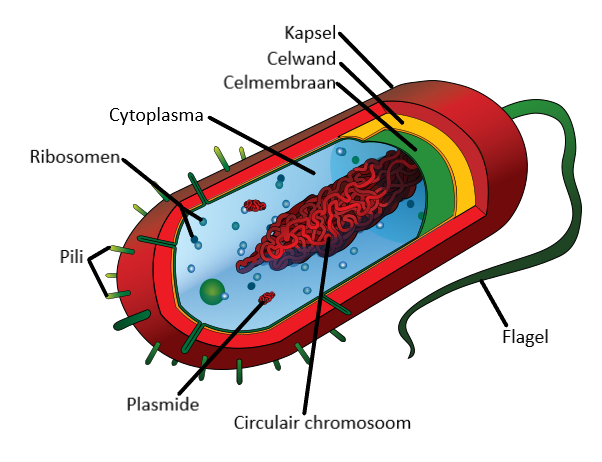 Kapsel
Celwand
Celmembraan
Cytoplasma
Ribosomen
Pili
Flagel
Plasmide
Circulair chromosoom